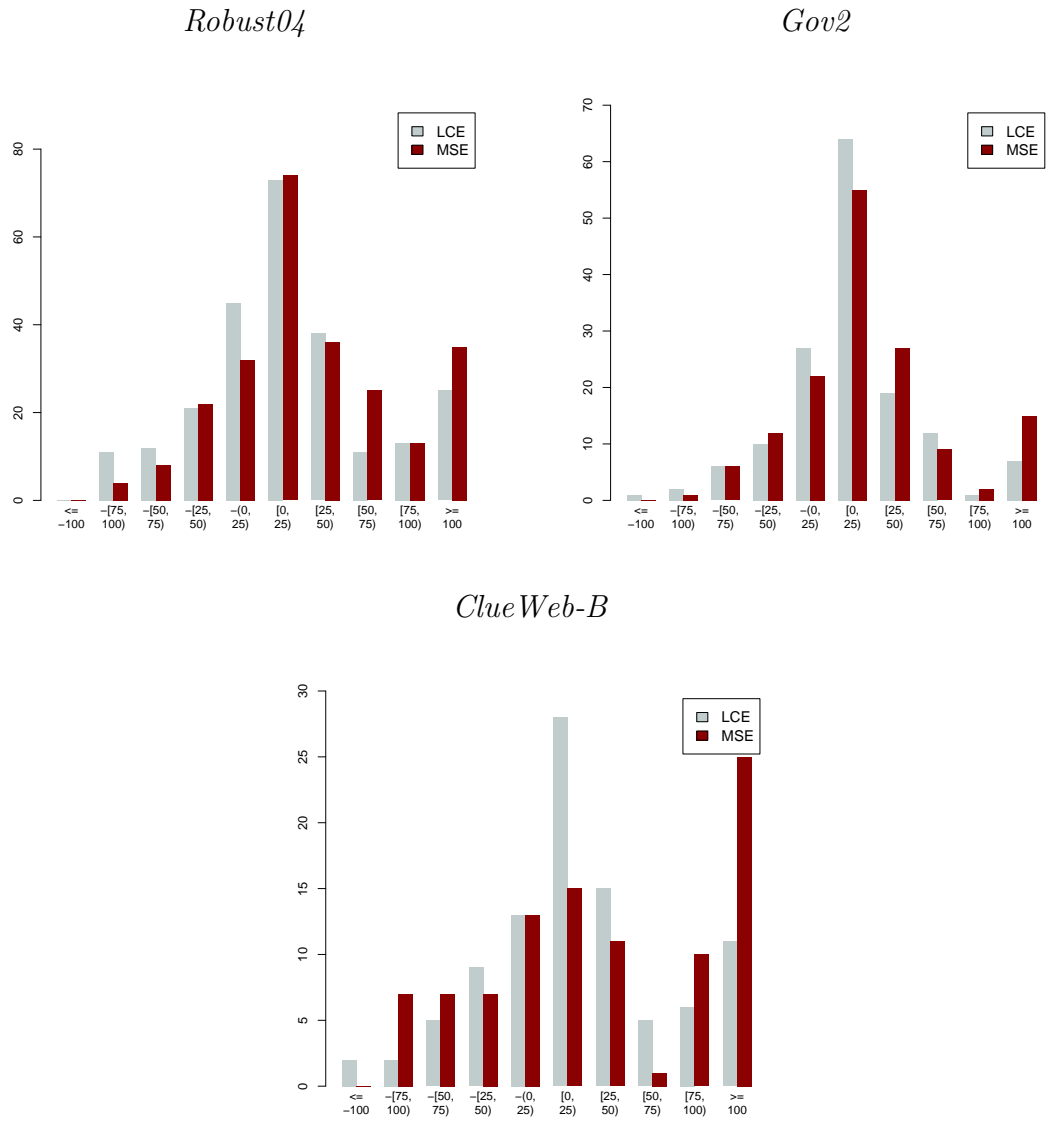 Robust04
Gov2
LCE
MSE
0
20
40
60
80
<= −[75, −[50, −[25, −(0, [0, [25, [50, [75, >=
−100 100) 75) 50) 25) 25) 50) 75) 100) 100
LCE
MSE
0
10
20
30
40
50
60
70
<= −[75, −[50, −[25, −(0, [0, [25, [50, [75, >=
−100 100) 75) 50) 25) 25) 50) 75) 100) 100
ClueWeb-B
LCE
MSE
0
5
10
15
20
25
30
<= −[75, −[50, −[25, −(0, [0, [25, [50, [75, >=
−100 100) 75) 50) 25) 25) 50) 75) 100) 100